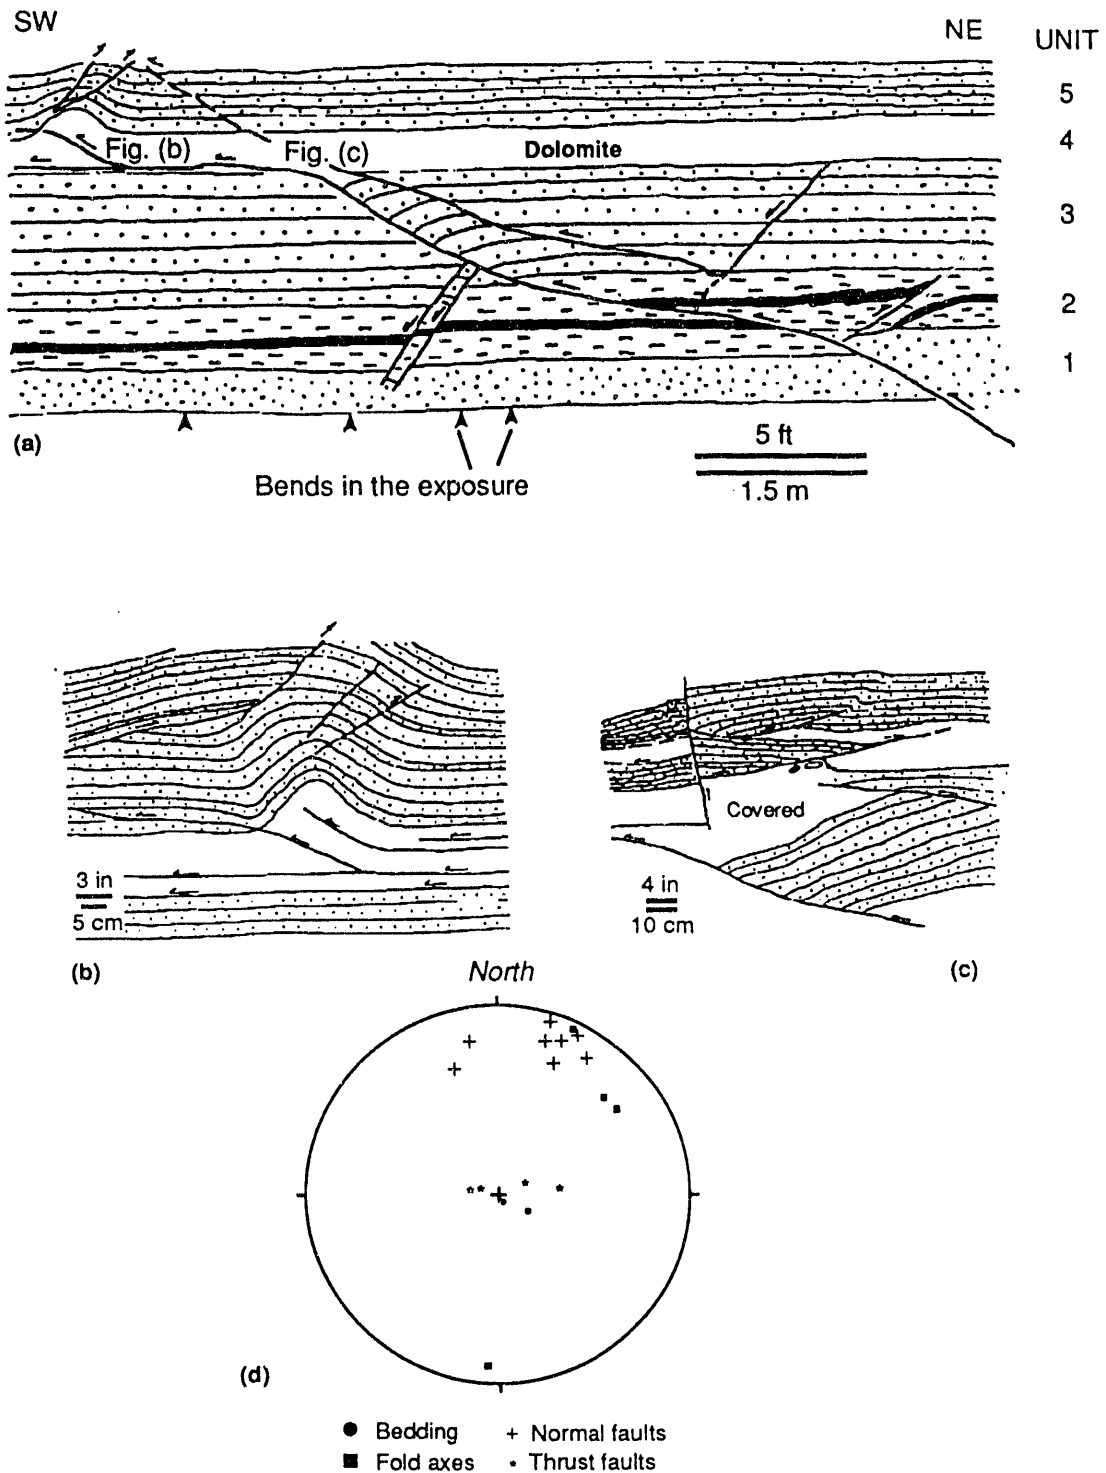 SW
NE
UNIT
5
4
Fig. (b)
Fig. (c)
Dolomite
3
2
1
(a)
Bends in the exposure
5 ft
1.5 m
3 in
5 cm
(b)
Covered
4 in
10 cm
(c)
North
(d)
Bedding
Normal faults
Fold axes
Thrust faults